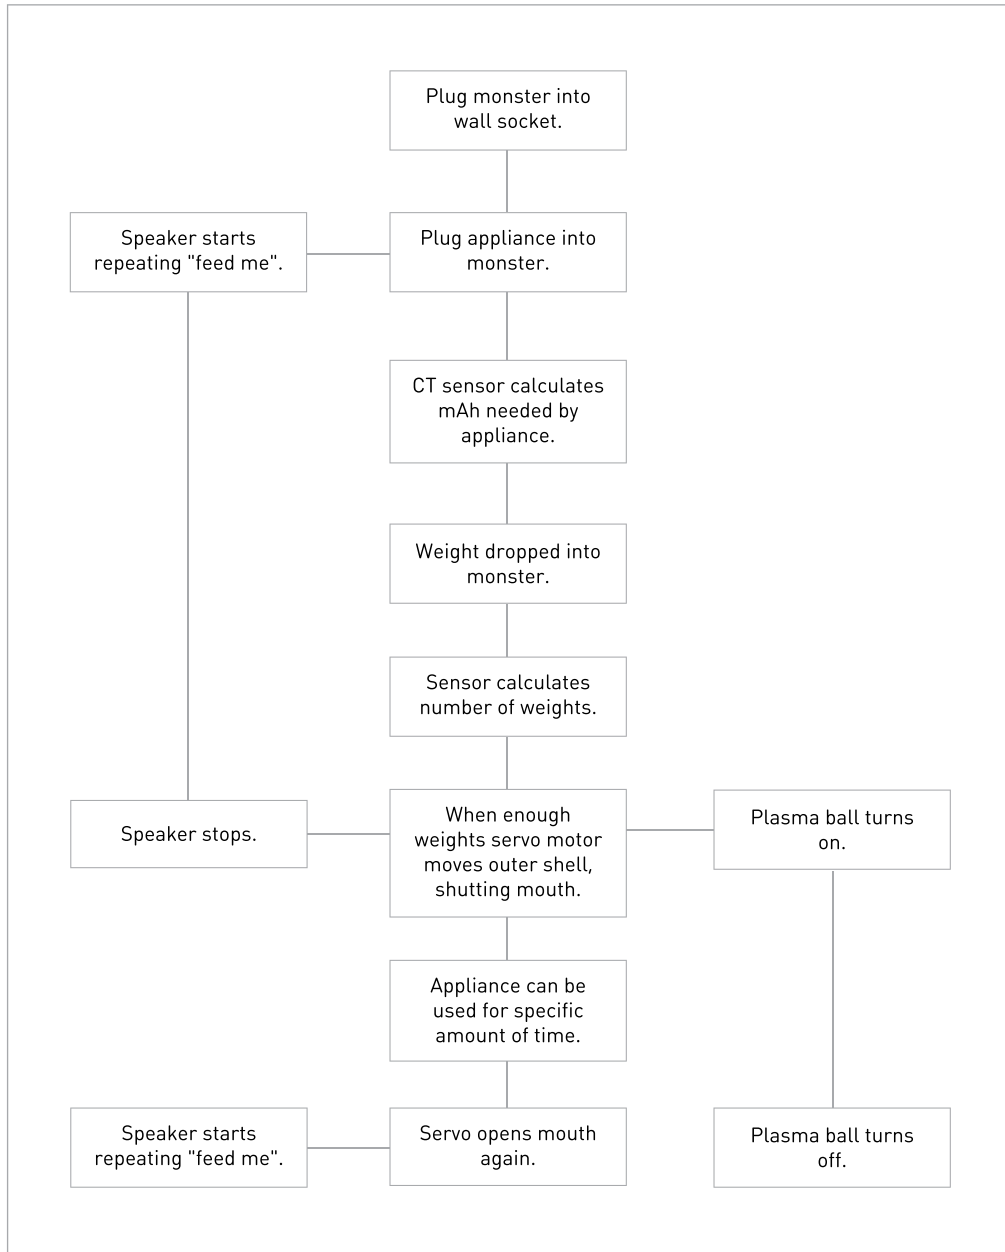 Plug monster into
wall socket.
Speaker starts
repeating "feed me".
Plug appliance into
monster.
CT sensor calculates
mAh needed by
appliance.
Weight dropped into
monster.
Sensor calculates
number of weights.
Speaker stops.
When enough
weights servo motor
moves outer shell,
shutting mouth.
Plasma ball turns
on.
Appliance can be
used for specific
amount of time.
Speaker starts
repeating "feed me".
Servo opens mouth
again.
Plasma ball turns
off.